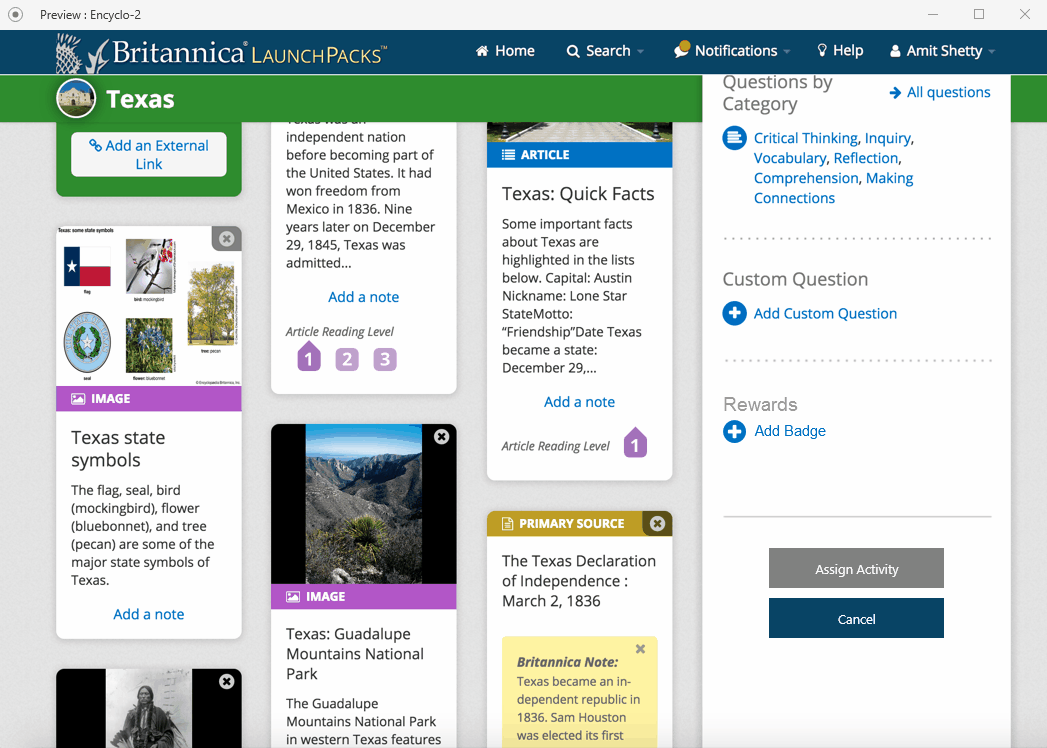 Preview : Encyclo-2
Britannica® LAUNCHPACKS™
Home
Search
Notifications
Help
Amit Shetty
Texas
Add an External
Link
Texas: some state symbols
flag
bird: mockingbird
tree: pecan
seal
flower: bluebonnet
© Encyclopædia Britannica, Inc.
IMAGE
Texas state
symbols
The flag, seal, bird
(mockingbird), flower
(bluebonnet), and tree
(pecan) are some of the
major state symbols of
Texas.
Add a note
Texas was an
independent nation
before becoming part of
the United States. It had
won freedom from
Mexico in 1836. Nine
years later on December
29, 1845, Texas was
admitted...
Add a note
Article Reading Level
1 2 3
IMAGE
Texas: Guadalupe
Mountains National
Park
The Guadalupe
Mountains National Park
in western Texas features
ARTICLE
Texas: Quick Facts
Some important facts
about Texas are
highlighted in the lists
below. Capital: Austin
Nickname: Lone Star
StateMotto:
“Friendship”Date Texas
became a state:
December 29,...
Add a note
Article Reading Level 1
PRIMARY SOURCE
The Texas Declaration
of Independence :
March 2, 1836
Britannica Note:
Texas became an in-
dependent republic in
1836. Sam Houston
was elected its first
Questions by
Category
All questions
Critical Thinking, Inquiry,
Vocabulary, Reflection,
Comprehension, Making
Connections
Custom Question
Add Custom Question
Rewards
Add Badge
Assign Activity
Cancel